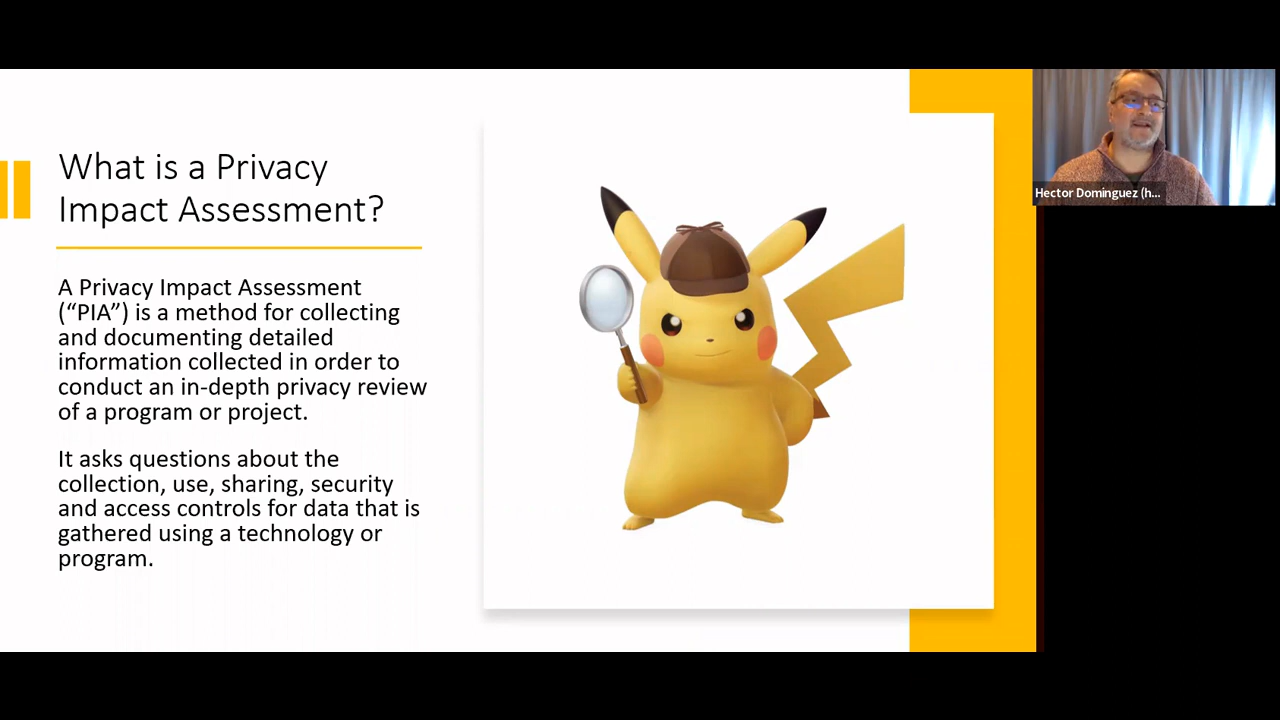 What is a Privacy
Impact Assessment?
A Privacy Impact Assessment
(“PIA”) is a method for collecting
and documenting detailed
information collected in order to
conduct an in-depth privacy review
of a program or project.
It asks questions about the
collection, use, sharing, security
and access controls for data that is
gathered using a technology or
program.
Hector Dominguez (h...